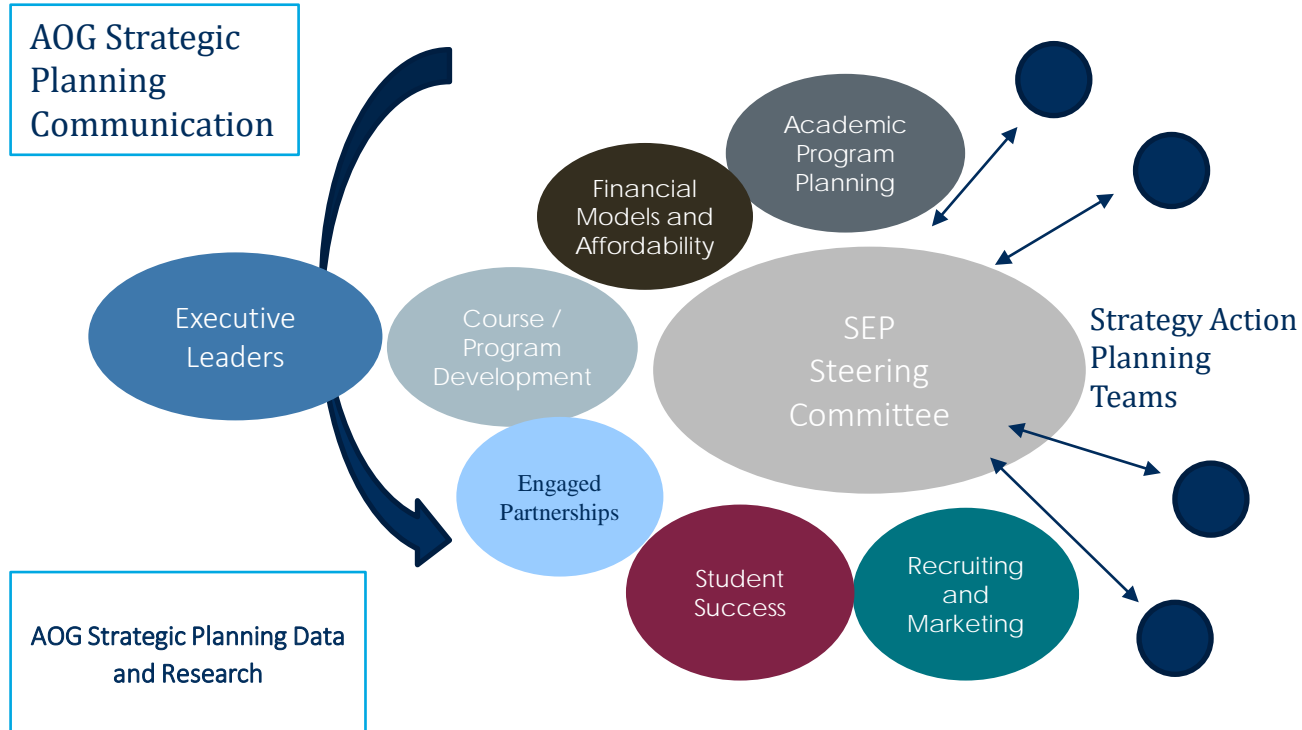 AOG Strategic
Planning
Communication
Academic
Program
Planning
Financial
Models and
Affordability
Executive
Leaders
Course /
Program
Development
SEP
Steering
Committee
Strategy Action
Planning
Teams
Engaged
Partnerships
Student
Success
Recruiting
and
Marketing
AOG Strategic Planning Data
and Research